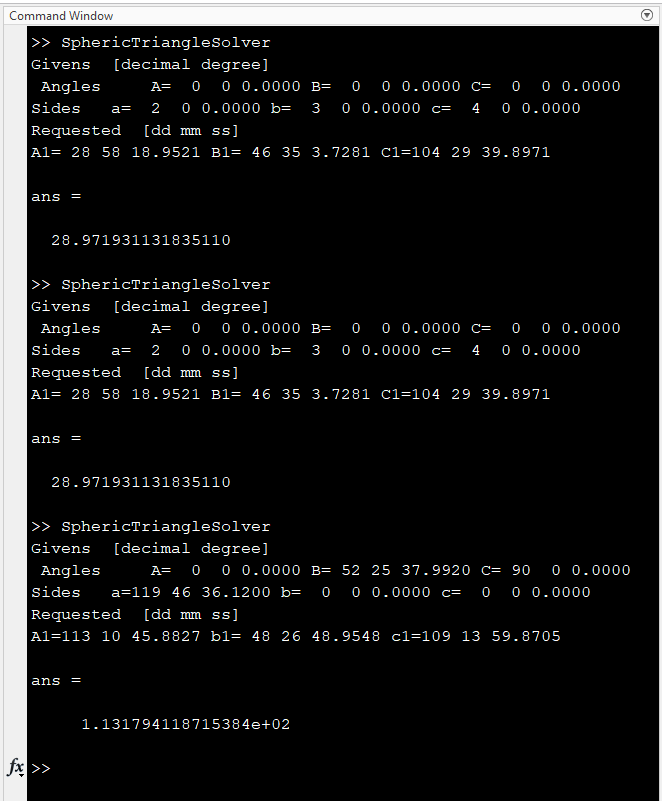 Command Window
>> SphericTriangleSolver
Givens  [decimal degree]
 Angles     A=  0  0 0.0000 B=  0  0 0.0000 C=  0  0 0.0000
Sides   a=  2  0 0.0000 b=  3  0 0.0000 c=  4  0 0.0000
Requested  [dd mm ss]
A1= 28 58 18.9521 B1= 46 35 3.7281 C1=104 29 39.8971
ans =
28.971931131835110
>> SphericTriangleSolver
Givens  [decimal degree]
 Angles     A=  0  0 0.0000 B=  0  0 0.0000 C=  0  0 0.0000
Sides   a=  2  0 0.0000 b=  3  0 0.0000 c=  4  0 0.0000
Requested  [dd mm ss]
A1= 28 58 18.9521 B1= 46 35 3.7281 C1=104 29 39.8971
ans =
28.971931131835110
>> SphericTriangleSolver
Givens  [decimal degree]
 Angles     A=  0  0 0.0000 B= 52 25 37.9920 C= 90  0 0.0000
Sides   a=119 46 36.1200 b=  0  0 0.0000 c=  0  0 0.0000
Requested  [dd mm ss]
A1=113 10 45.8827 b1= 48 26 48.9548 c1=109 13 59.8705
ans =
1.131794118715384e+02
fx >>